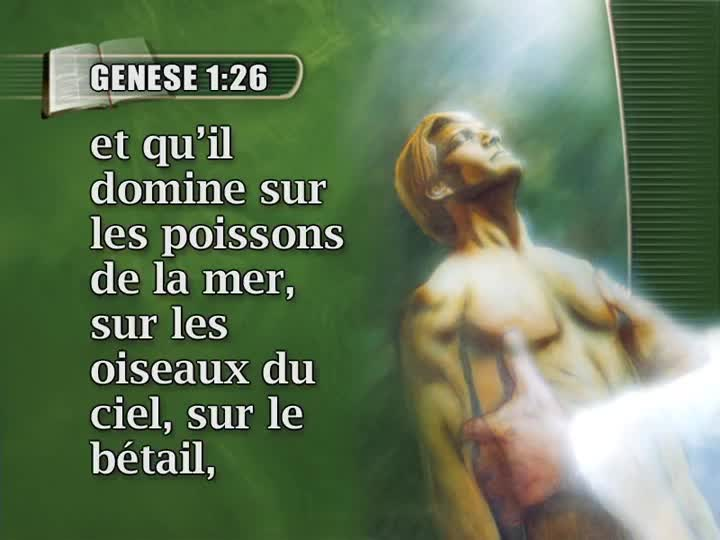 GENESE 1:26
et qu’il
domine sur
les poissons
de la mer,
sur les
oiseaux du
ciel, sur le
bétail,